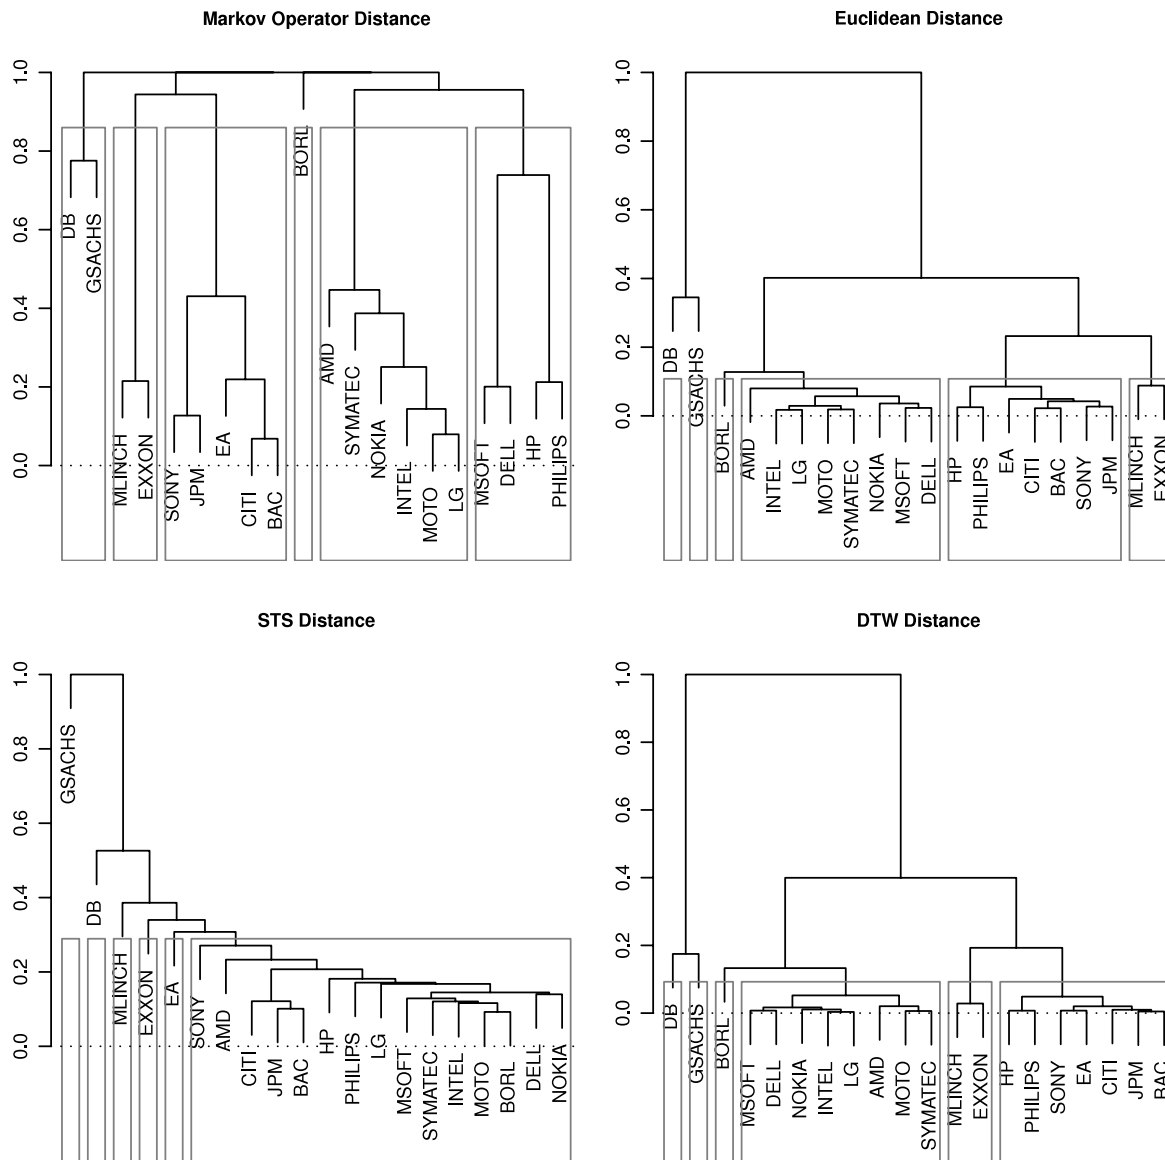 Markov Operator Distance
1.0
0.8
0.6
0.4
0.2
0.0
DB
GSACHS
MLINCH
EXXON
SONY
JPM
EA
CITI
BAC
BORL
AMD
SYMATEC
NOKIA
INTEL
MOTO
LG
MSOFT
DELL
HP
PHILIPS
Euclidean Distance
1.0
0.8
0.6
0.4
0.2
0.0
DB
GSACHS
BORL
AMD
INTEL
LG
MOTO
SYMATEC
NOKIA
MSOFT
DELL
HP
PHILIPS
EA
CITI
BAC
SONY
JPM
MLINCH
EXXON
STS Distance
1.0
0.8
0.6
0.4
0.2
0.0
GSACHS
DB
MLINCH
EXXON
EA
SONY
AMD
CITI
JPM
BAC
HP
PHILIPS
LG
MSOFT
SYMATEC
INTEL
MOTO
BORL
DELL
NOKIA
DTW Distance
1.0
0.8
0.6
0.4
0.2
0.0
DB
GSACHS
BORL
MSOFT
DELL
NOKIA
INTEL
LG
AMD
MOTO
SYMATEC
MLINCH
EXXON
HP
PHILIPS
SONY
EA
CITI
JPM
BAC